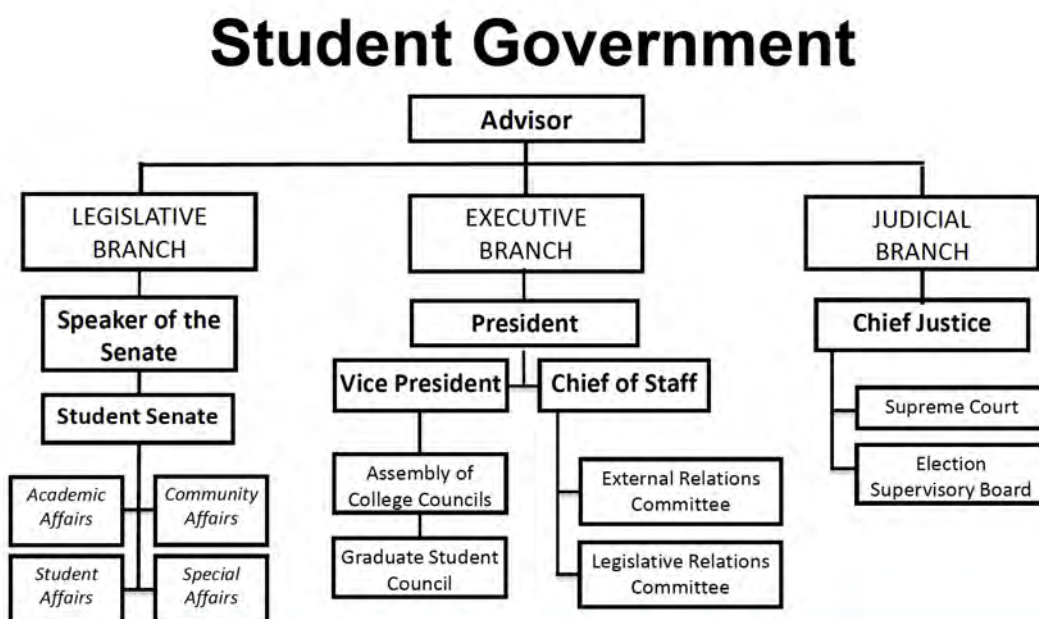 Student Government
Advisor
LEGISLATIVE
BRANCH
EXECUTIVE
BRANCH
JUDICIAL
BRANCH
Speaker of the
Senate
President
Chief Justice
Vice President
Chief of Staff
Student Senate
Supreme Court
Election
Supervisory Board
Assembly of
College Councils
External Relations
Committee
Academic
Affairs
Community
Affairs
Graduate Student
Council
Legislative Relations
Committee
Student
Affairs
Special
Affairs